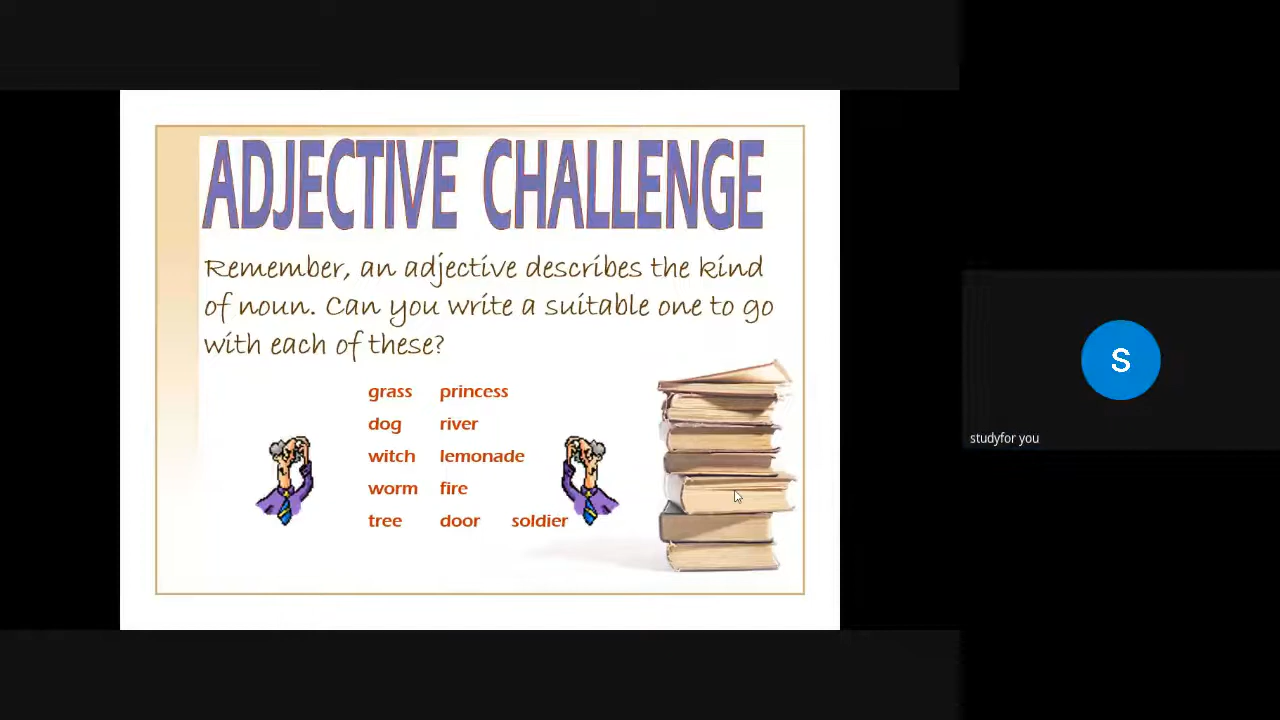 ADJECTIVE CHALLENGE
Remember, an adjective describes the kind
of noun. Can you write a suitable one to go
with each of these?
grass princess
dog river
witch lemonade
worm fire
tree door soldier
S
studyfor you